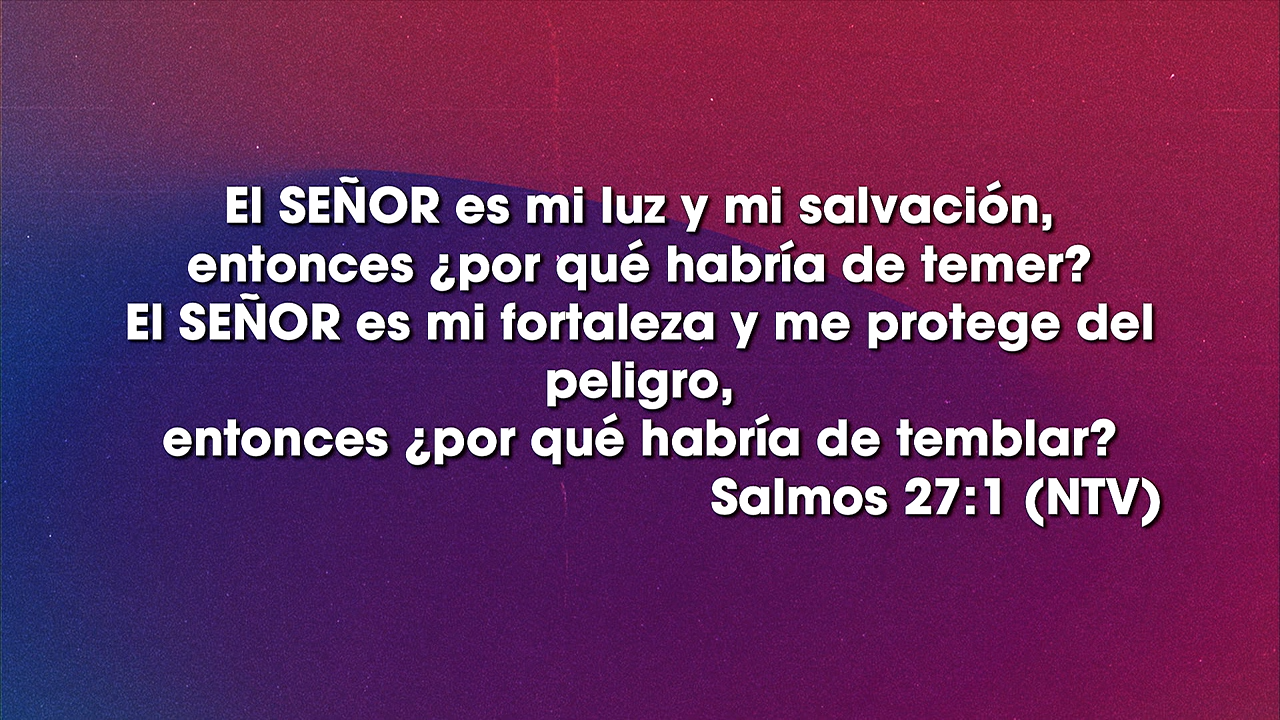 El SEÑOR es mi luz y mi salvación,
entonces ¿por qué habría de temer?
El SEÑOR es mi fortaleza y me protege del
peligro,
entonces ¿por qué habría de temblar?
Salmos 27:1 (NTV)